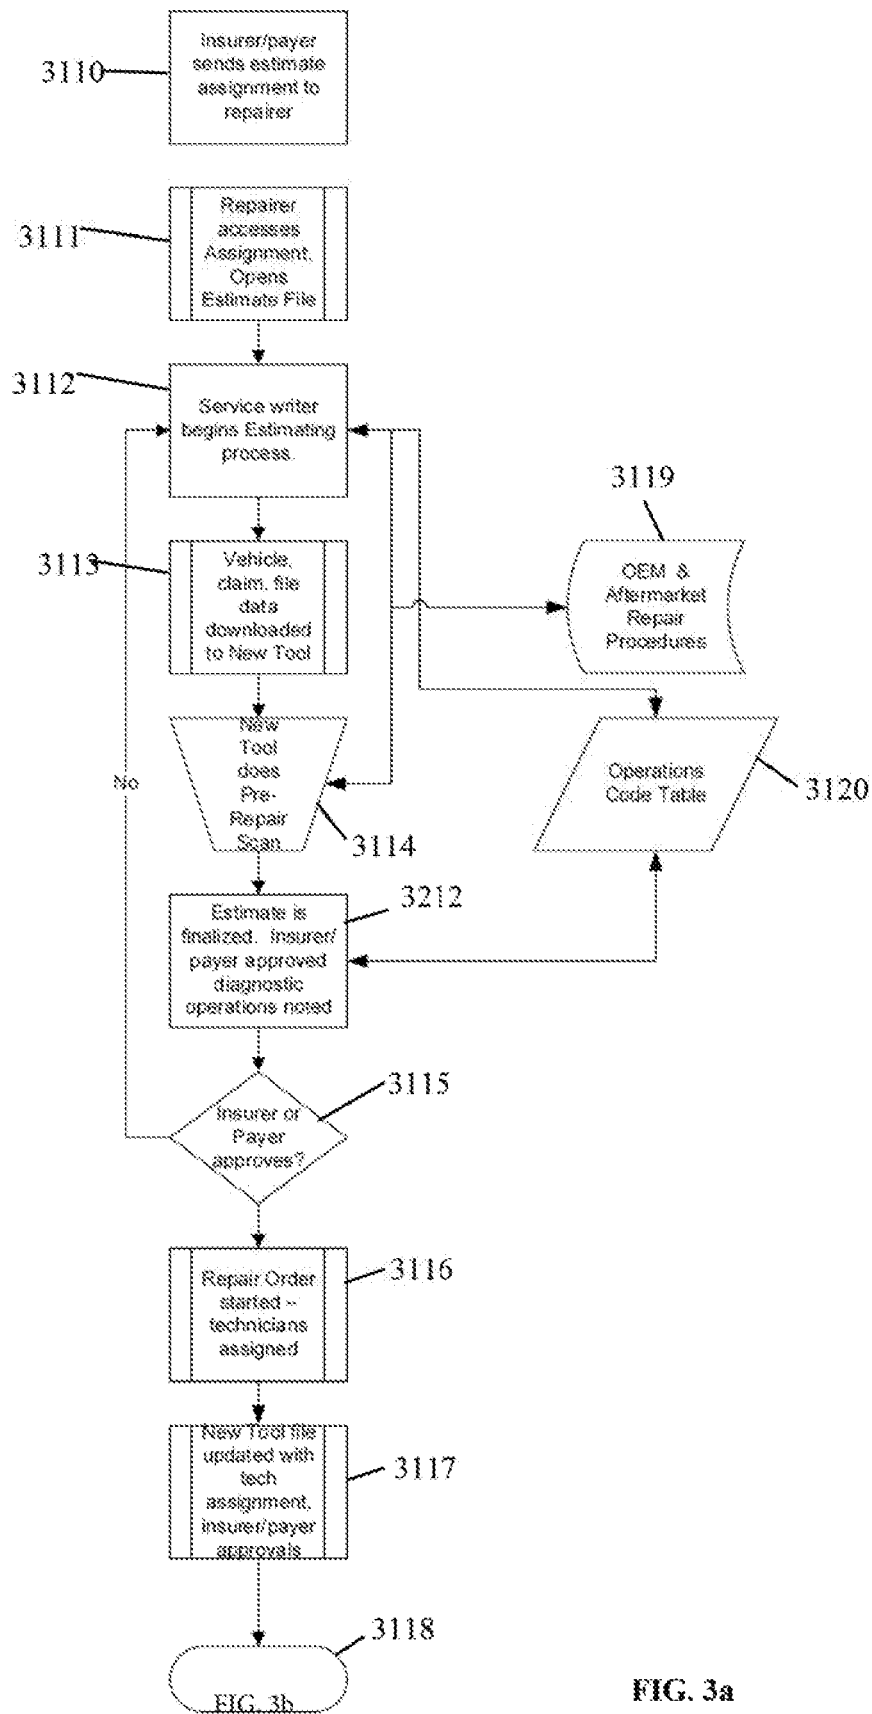 Insurer/payer
sends estimate
assignment to
repairer
3110
Repairer
accesses
Assignment,
Opens
Estimate File
3111
3112
Service writer
begins Estimating
process.
3113
Vehicle,
claim, file
data
downloaded
to New Tool
3119
OEM &
Aftermarket
Repair
Procedures
New
Tool
does
Pre-
Repair
Scan
3114
No
Operations
Code Table
3120
3212
Estimate is
finalized. Insurer/
payer approved
diagnostic
operations noted
3115
Insurer or
Payer
approves?
3116
Repair Order
started --
technicians
assigned
New Tool file
updated with
tech
assignment,
insurer/payer
approvals
3117
3118
FIG. 3b
FIG. 3a